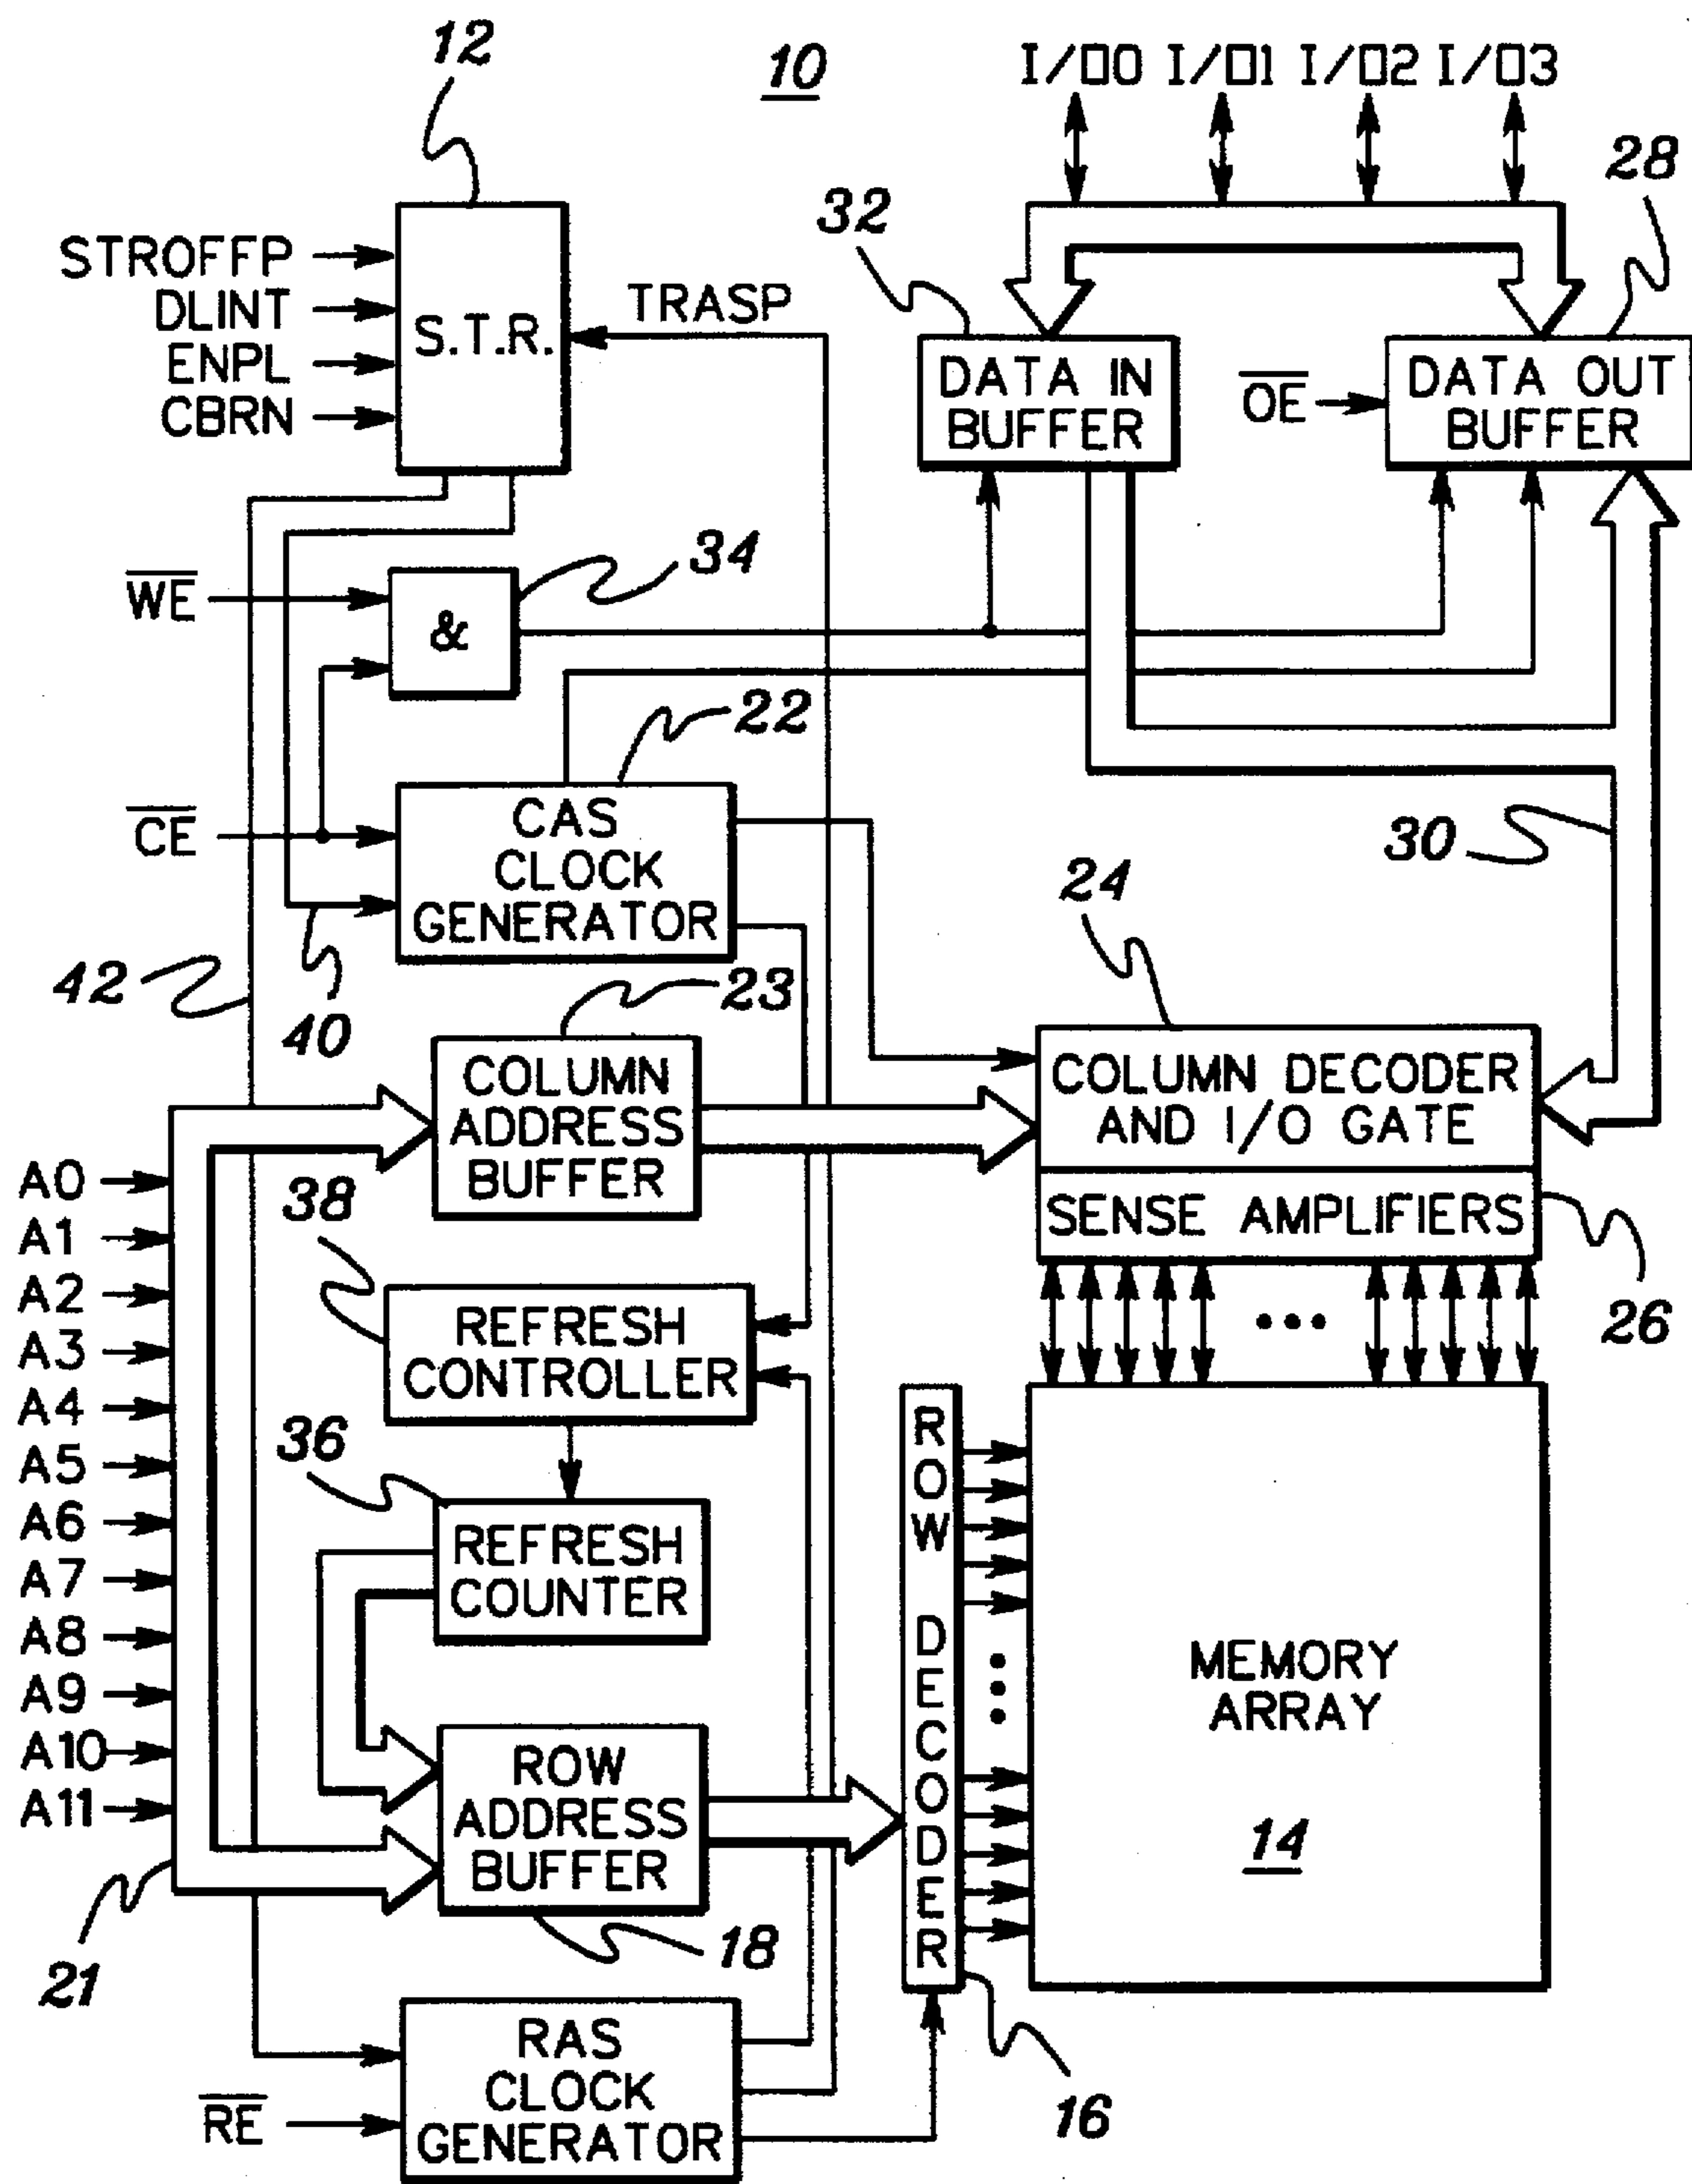 12
10
I/O0 I/O1 I/O2 I/O3
28
32
STROFFP
DLINT
ENPL
CBRN
S.T.R.
TRASP
DATA IN
BUFFER
OE
DATA OUT
BUFFER
34
WE
&
22
CE
CAS
CLOCK
GENERATOR
30
24
42
40
23
COLUMN
ADDRESS
BUFFER
COLUMN DECODER
AND I/O GATE
SENSE AMPLIFIERS
26
A0
A1
A2
A3
A4
A5
A6
A7
A8
A9
A10
A11
38
REFRESH
CONTROLLER
36
REFRESH
COUNTER
ROW DECODER
MEMORY
ARRAY
14
ROW
ADDRESS
BUFFER
18
21
RAS
CLOCK
GENERATOR
RE
16